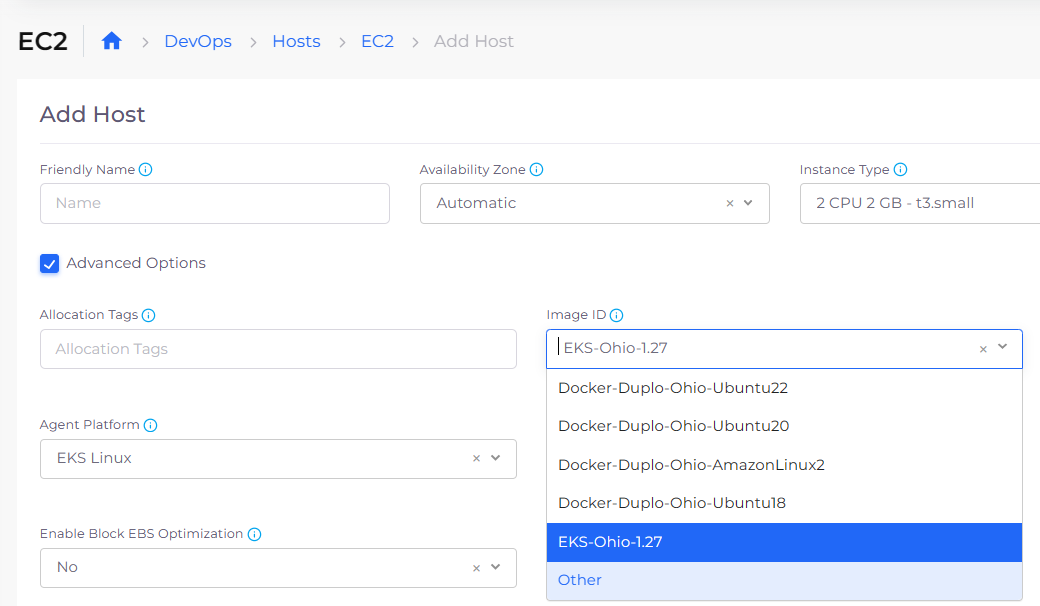 EC2 DevOps Hosts EC2 Add Host
Add Host
Friendly Name Availability Zone Instance Type
Name Automatic 2 CPU 2 GB - t3.small
Advanced Options
Allocation Tags Image ID
Allocation Tags EKS-Ohio-1.27
Docker-Duplo-Ohio-Ubuntu22
Agent Platform Docker-Duplo-Ohio-Ubuntu20
EKS Linux Docker-Duplo-Ohio-AmazonLinux2
Docker-Duplo-Ohio-Ubuntu18
Enable Block EBS Optimization EKS-Ohio-1.27
No Other